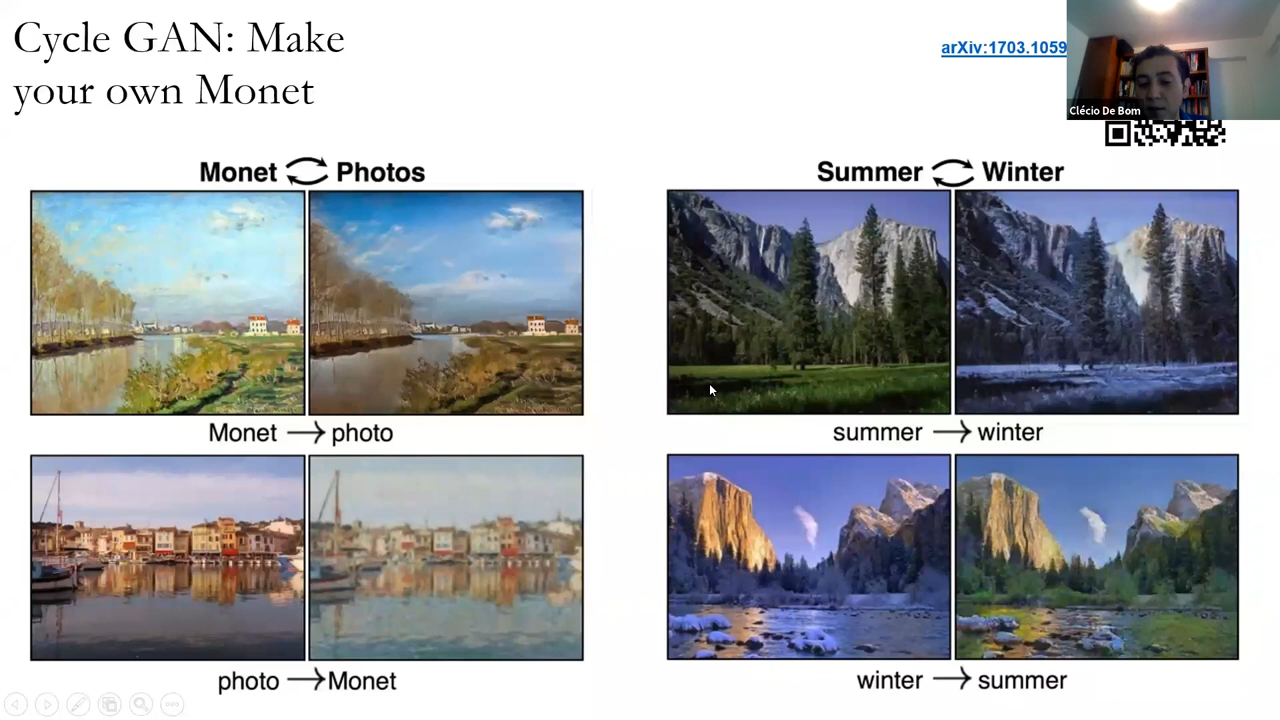 Cycle GAN: Make
your own Monet
arXiv:1703.1059
Clécio De Bom
Monet Photos
Summer Winter
Monet → photo
summer → winter
photo → Monet
winter → summer